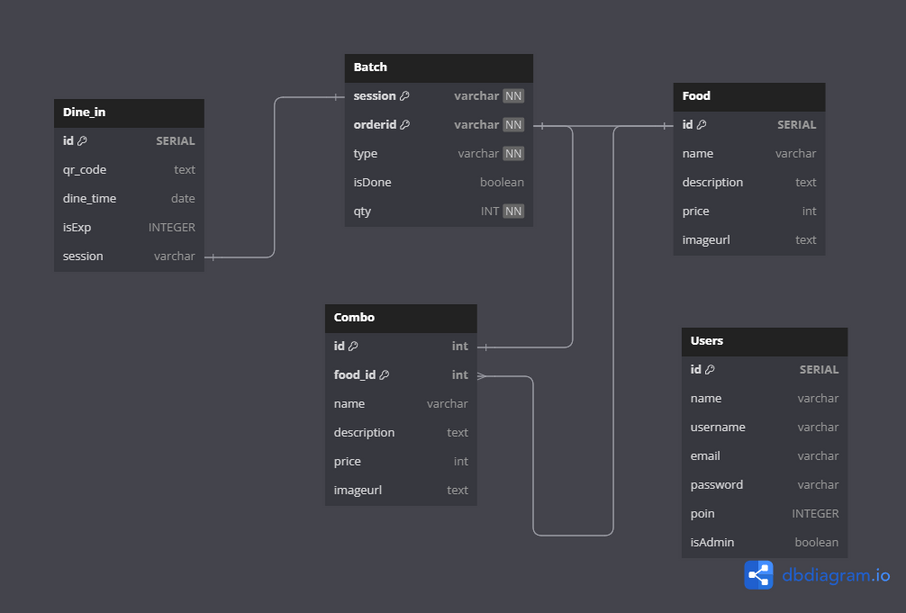 Dine_in
id SERIAL
qr_code text
dine_time date
isExp INTEGER
session varchar
Batch
session varchar NN
orderid varchar NN
type varchar NN
isDone boolean
qty INT NN
Food
id SERIAL
name varchar
description text
price int
imageurl text
Combo
id int
food_id int
name varchar
description text
price int
imageurl text
Users
id SERIAL
name varchar
username varchar
email varchar
password varchar
poin INTEGER
isAdmin boolean
dbdiagram.io